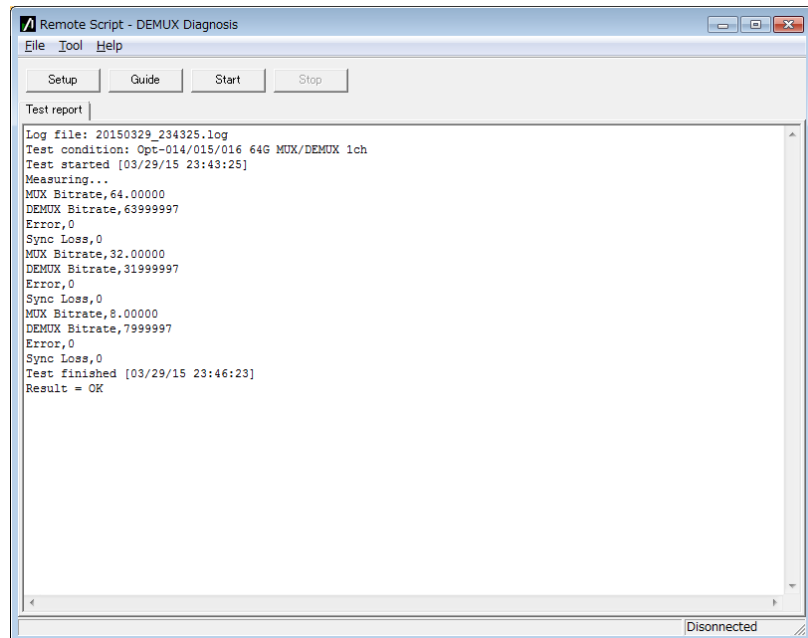 Remote Script - DEMUX Diagnosis
File Tool Help
Setup Guide Start Stop
Test report
Log file: 20150329_234325.log
Test condition: Opt-014/015/016 64G MUX/DEMUX 1ch
Test started [03/29/15 23:43:25]
Measuring...
MUX Bitrate,64.00000
DEMUX Bitrate,63999997
Error,0
Sync Loss,0
MUX Bitrate,32.00000
DEMUX Bitrate,31999997
Error,0
Sync Loss,0
MUX Bitrate,8.00000
DEMUX Bitrate,7999997
Error,0
Sync Loss,0
Test finished [03/29/15 23:46:23]
Result = OK
Disonnected